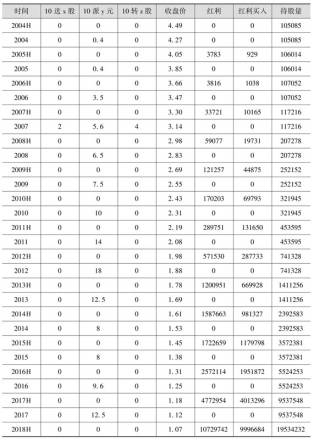 时间 10 送 x 股 10 派 y 元 10 转 z 股 收盘价 红利 红利买入 持股量
2004H 0 0 0 4.49 0 0 105085
2004 0 0.4 0 4.27 0 0 105085
2005H 0 0 0 4.05 3783 929 106014
2005 0 0.4 0 3.85 0 0 106014
2006H 0 0 0 3.66 3816 1038 107052
2006 0 3.5 0 3.47 0 0 107052
2007H 0 0 0 3.30 33721 10165 117216
2007 2 5.6 4 3.14 0 0 117216
2008H 0 0 0 2.98 59077 19731 207278
2008 0 6.5 0 2.83 0 0 207278
2009H 0 0 0 2.69 121257 44875 252152
2009 0 7.5 0 2.55 0 0 252152
2010H 0 0 0 2.43 170203 69793 321945
2010 0 10 0 2.31 0 0 321945
2011H 0 0 0 2.19 289751 131650 453595
2011 0 14 0 2.08 0 0 453595
2012H 0 0 0 1.98 571530 287733 741328
2012 0 18 0 1.88 0 0 741328
2013H 0 0 0 1.78 1200951 669928 1411256
2013 0 12.5 0 1.69 0 0 1411256
2014H 0 0 0 1.61 1587663 981327 2392583
2014 0 8 0 1.53 0 0 2392583
2015H 0 0 0 1.45 1722659 1179798 3572381
2015 0 8 0 1.38 0 0 3572381
2016H 0 0 0 1.31 2572114 1951872 5524253
2016 0 9.6 0 1.25 0 0 5524253
2017H 0 0 0 1.18 4772954 4013296 9537548
2017 0 12.5 0 1.12 0 0 9537548
2018H 0 0 0 1.07 10729742 9996684 19534232